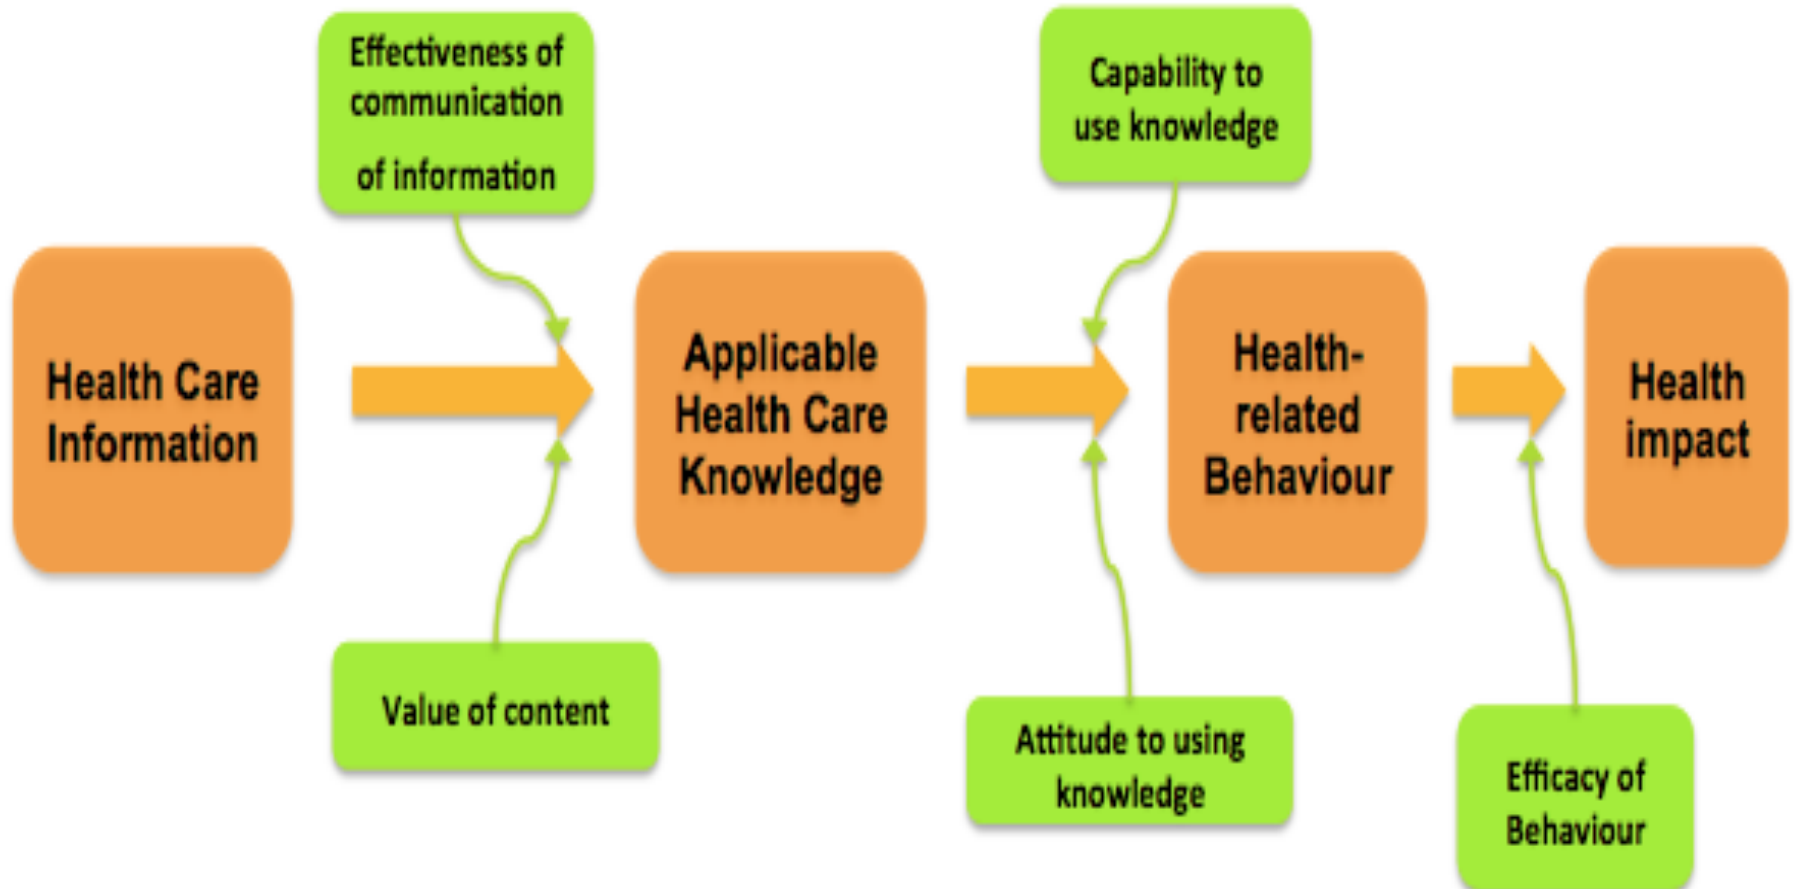 Effectiveness of
communication
of information
Capability to
use knowledge
Health Care
Information
Applicable
Health Care
Knowledge
Health-
related
Behaviour
Health
impact
Value of content
Attitude to using
knowledge
Efficacy of
Behaviour